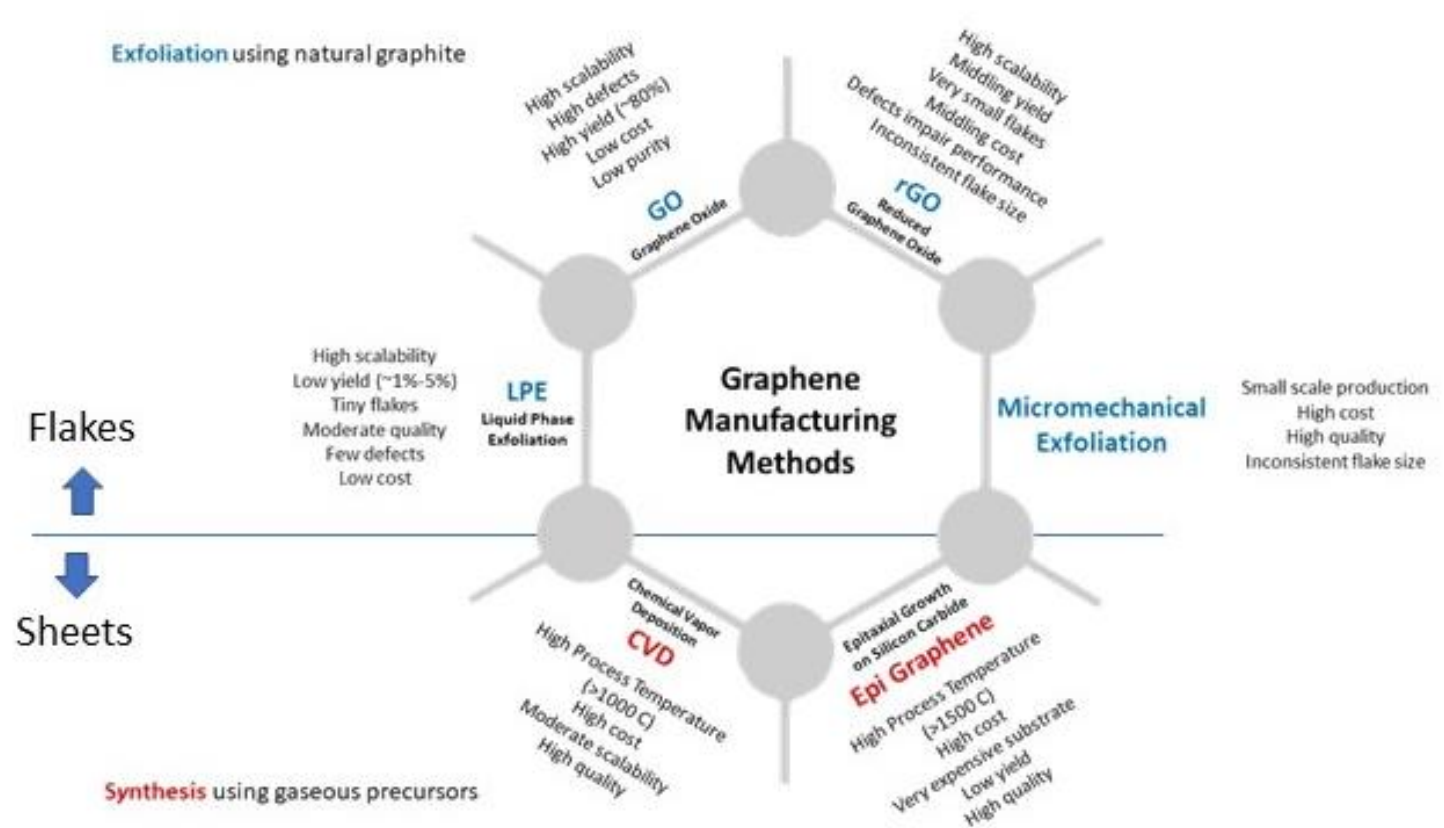 Exfoliation using natural graphite
High scalability
High defects
High yield (~80%)
Low cost
Low purity
GO
Graphene Oxide
High scalability
Middling yield
Very small flakes
Middling cost
Defects impair performance
Inconsistent flake size
rGO
Reduced
Graphene Oxide
High scalability
Low yield (~1%-5%)
Tiny flakes
Moderate quality
Few defects
Low cost
LPE
Liquid Phase
Exfoliation
Graphene
Manufacturing
Methods
Micromechanical
Exfoliation
Small scale production
High cost
High quality
Inconsistent flake size
Flakes
Sheets
Chemical Vapor
Deposition
CVD
High Process Temperature
(>1000 C)
High cost
Moderate scalability
High quality
Epitaxial Growth
on Silicon Carbide
Epi Graphene
High Process Temperature
(>1500 C)
High cost
Very expensive substrate
Low yield
High quality
Synthesis using gaseous precursors